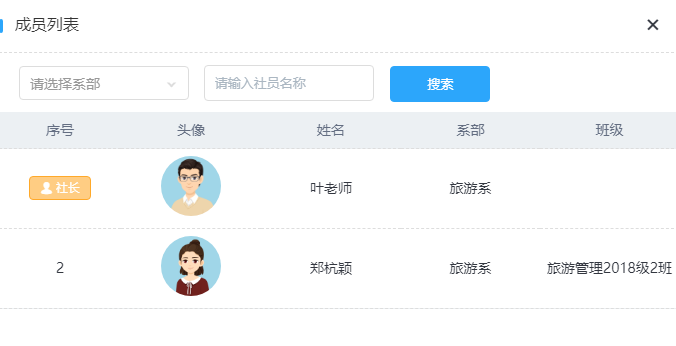 成员列表
请选择系部 请输入社员名称 搜索
序号 头像 姓名 系部 班级
社长 叶老师 旅游系
2 郑杭颖 旅游系 旅游管理2018级2班